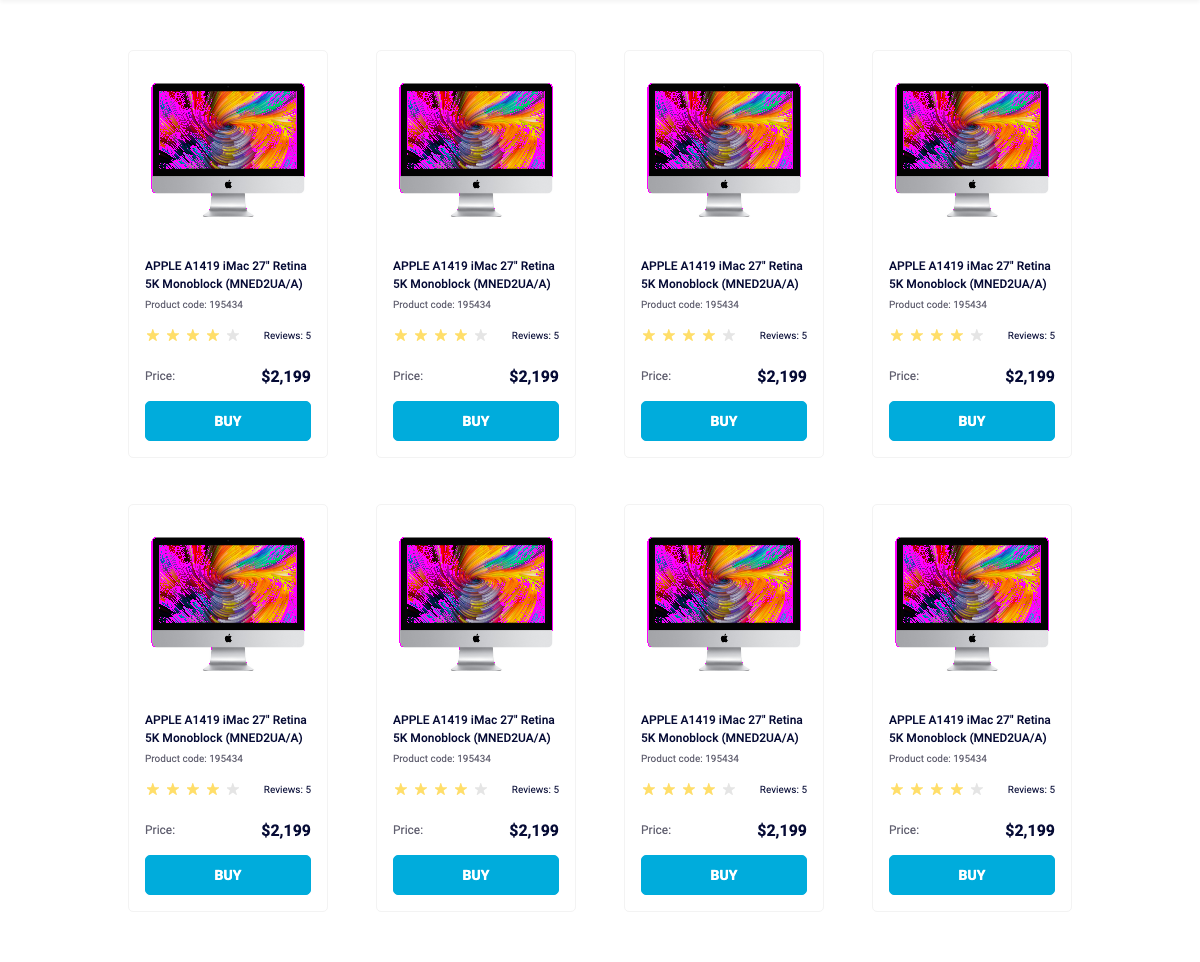 APPLE A1419 iMac 27" Retina
5K Monoblock (MNED2UA/A)
Product code: 195434
Reviews: 5
Price: $2,199
BUY
APPLE A1419 iMac 27" Retina
5K Monoblock (MNED2UA/A)
Product code: 195434
Reviews: 5
Price: $2,199
BUY
APPLE A1419 iMac 27" Retina
5K Monoblock (MNED2UA/A)
Product code: 195434
Reviews: 5
Price: $2,199
BUY
APPLE A1419 iMac 27" Retina
5K Monoblock (MNED2UA/A)
Product code: 195434
Reviews: 5
Price: $2,199
BUY
APPLE A1419 iMac 27" Retina
5K Monoblock (MNED2UA/A)
Product code: 195434
Reviews: 5
Price: $2,199
BUY
APPLE A1419 iMac 27" Retina
5K Monoblock (MNED2UA/A)
Product code: 195434
Reviews: 5
Price: $2,199
BUY
APPLE A1419 iMac 27" Retina
5K Monoblock (MNED2UA/A)
Product code: 195434
Reviews: 5
Price: $2,199
BUY
APPLE A1419 iMac 27" Retina
5K Monoblock (MNED2UA/A)
Product code: 195434
Reviews: 5
Price: $2,199
BUY